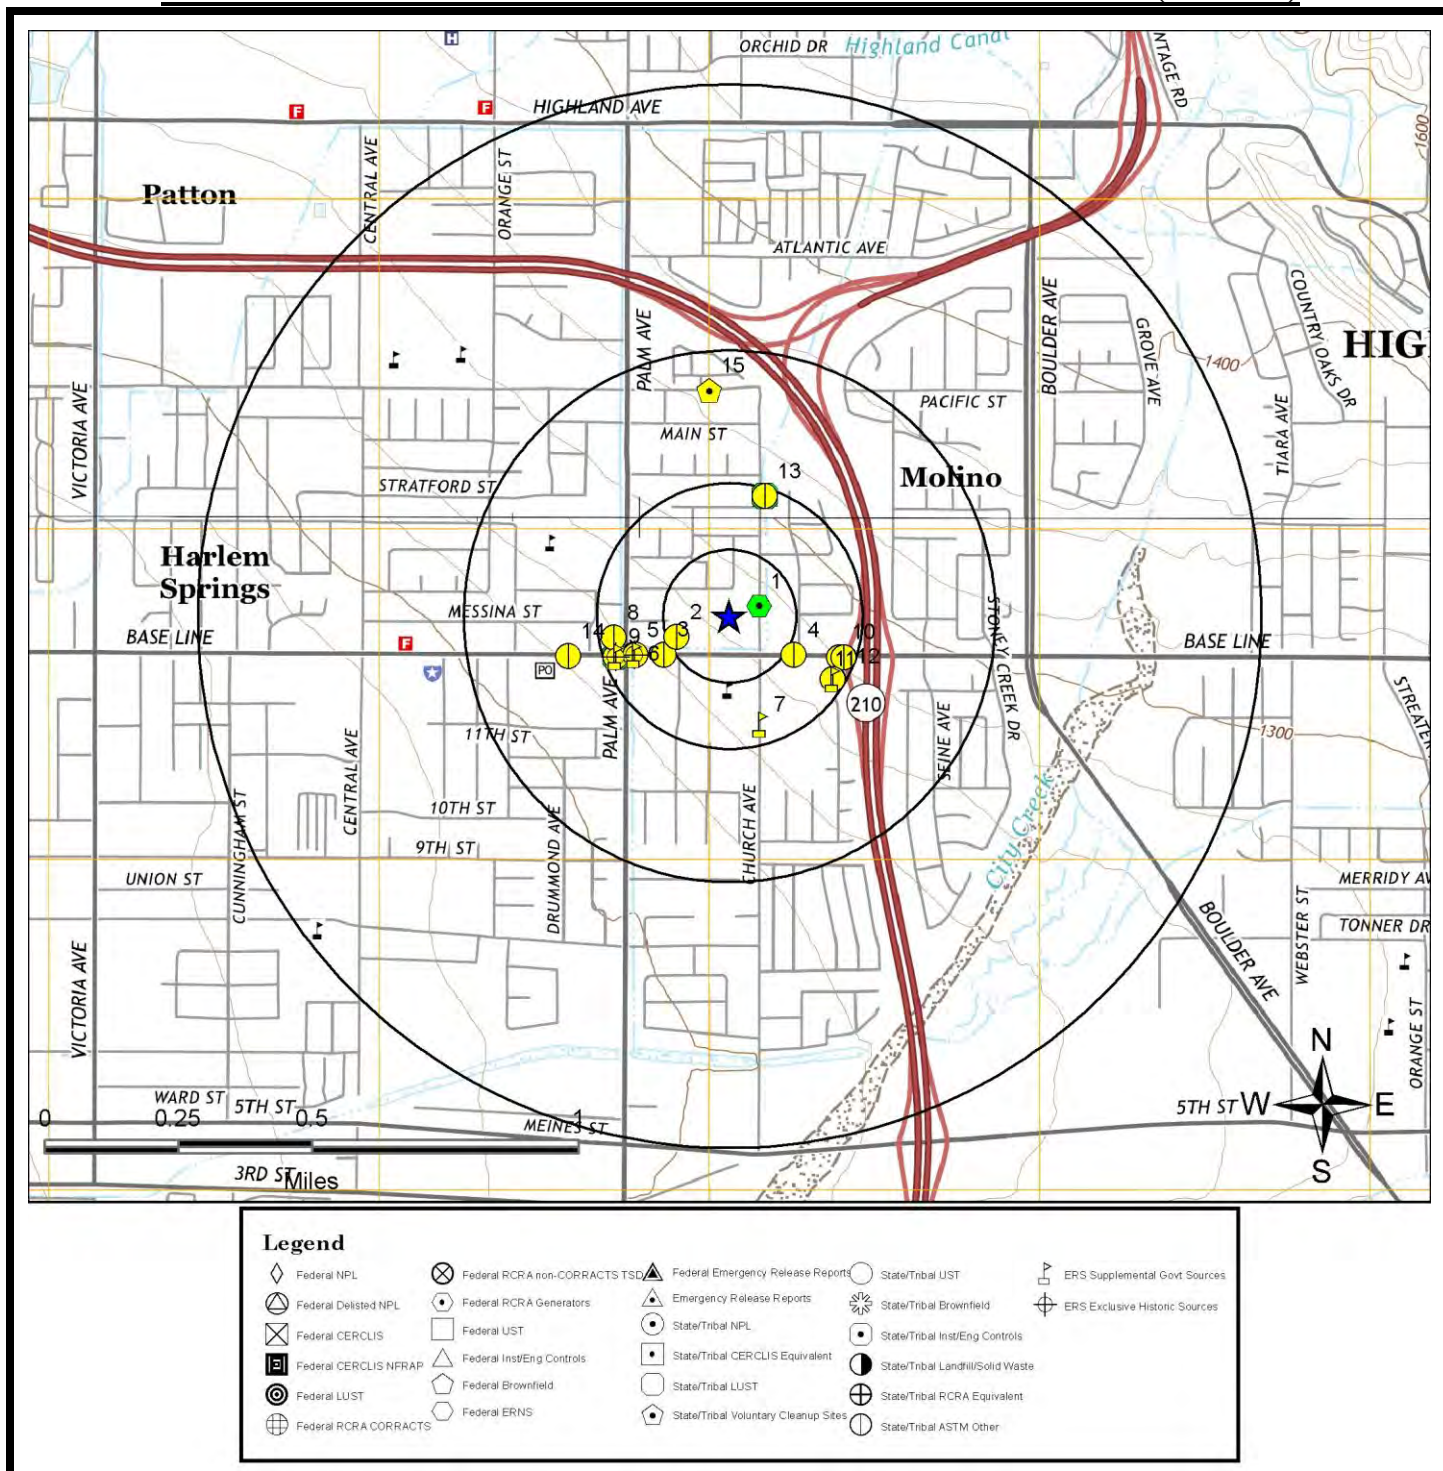 ORCHID DR
Highland Canal
NTAGE RD
H
F
F
HIGHLAND AVE
1600
Patton
CENTRAL AVE
ORANGE ST
ATLANTIC AVE
COUNTRY OAKS DR
BOULDER AVE
GROVE AVE
PALM AVE
HIG
1400
15
VICTORIA AVE
PACIFIC ST
TIARA AVE
MAIN ST
Molino
13
STRATFORD ST
Harlem
Springs
1
MESSINA ST
8
2
STONEY CREEK DR
BASE LINE
14
9
5
3
6
4
10
11
12
BASE LINE
F
PO
210
7
STREATER
PALM AVE
11TH ST
SEINE AVE
1300
CENTRAL AVE
10TH ST
CUNNINGHAM ST
DRUMMOND AVE
CHURCH AVE
City Creek
9TH ST
UNION ST
MERRIDY AV
BOULDER AVE
WEBSTER ST
TONNER DR
VICTORIA AVE
ORANGE ST
N
WARD ST
5TH ST
0
0.25
0.5
1
MEINES ST
5TH ST
W
E
S
3RD ST
Miles
Legend
Federal NPL
Federal Delisted NPL
Federal CERCLIS
Federal CERCLIS NFRAP
Federal LUST
Federal RCRA CORRACTS
Federal RCRA non-CORRACTS TSD
Federal RCRA Generators
Federal UST
Federal Inst/Eng Controls
Federal Brownfield
Federal ERNS
Federal Emergency Release Reports
Emergency Release Reports
State/Tribal NPL
State/Tribal CERCLIS Equivalent
State/Tribal LUST
State/Tribal Voluntary Cleanup Sites
State/Tribal UST
State/Tribal Brownfield
State/Tribal Inst/Eng Controls
State/Tribal Landfill/Solid Waste
State/Tribal RCRA Equivalent
State/Tribal ASTM Other
ERS Supplemental Govt Sources
ERS Exclusive Historic Sources